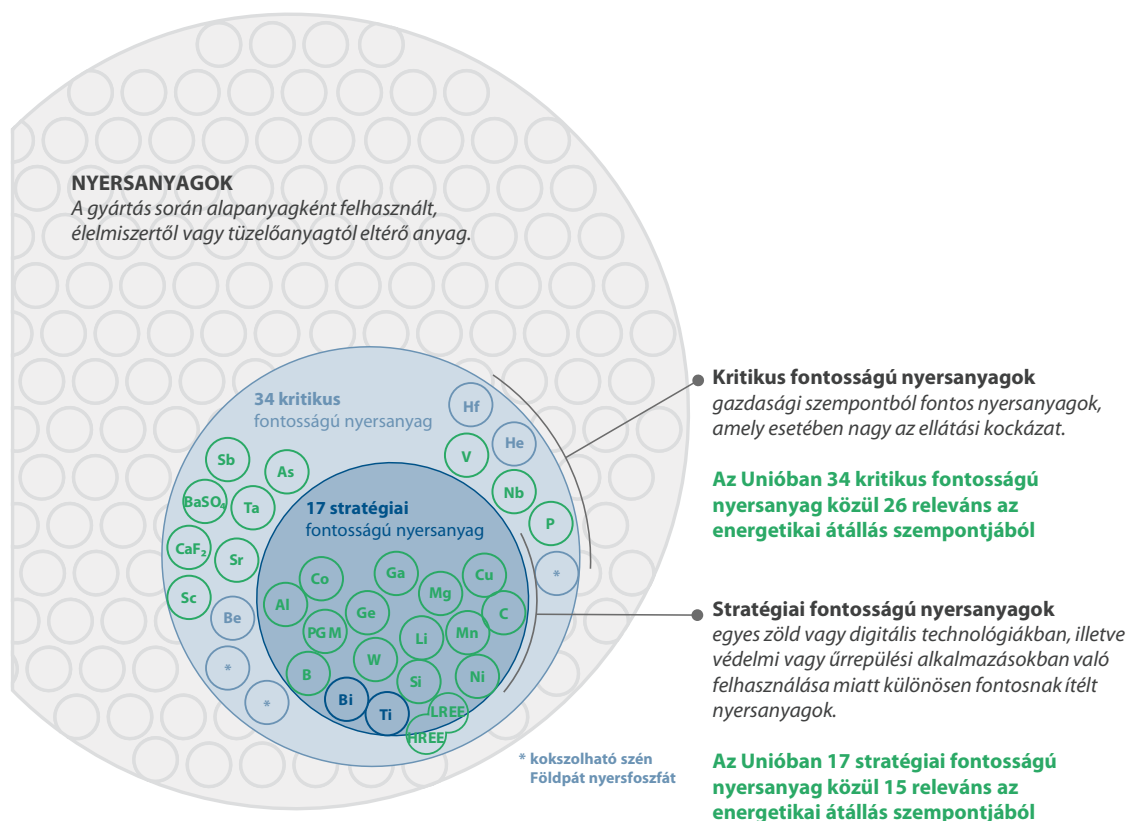 NYERSANYAGOK
A gyártás során alapanyagként felhasznált,
élelmiszertől vagy tüzelőanyagtól eltérő anyag.
34 kritikus
fontosságú nyersanyag
Hf
He
V
Nb
P
*
Sb
As
BaSO₄
Ta
CaF₂
Sr
Sc
Be
*
*
17 stratégiai
fontosságú nyersanyag
Co
Ga
Cu
Al
Ge
Mg
C
PGM
Li
Mn
W
B
Si
Ni
Bi
Ti
LREE
HREE
* kokszolható szén
Földpát nyersfoszfát
Kritikus fontosságú nyersanyagok
gazdasági szempontból fontos nyersanyagok,
amely esetében nagy az ellátási kockázat.
Az Unióban 34 kritikus fontosságú
nyersanyag közül 26 releváns az
energetikai átállás szempontjából
Stratégiai fontosságú nyersanyagok
egyes zöld vagy digitális technológiákban, illetve
védelmi vagy űrrepülési alkalmazásokban való
felhasználása miatt különösen fontosnak ítélt
nyersanyagok.
Az Unióban 17 stratégiai fontosságú
nyersanyag közül 15 releváns az
energetikai átállás szempontjából